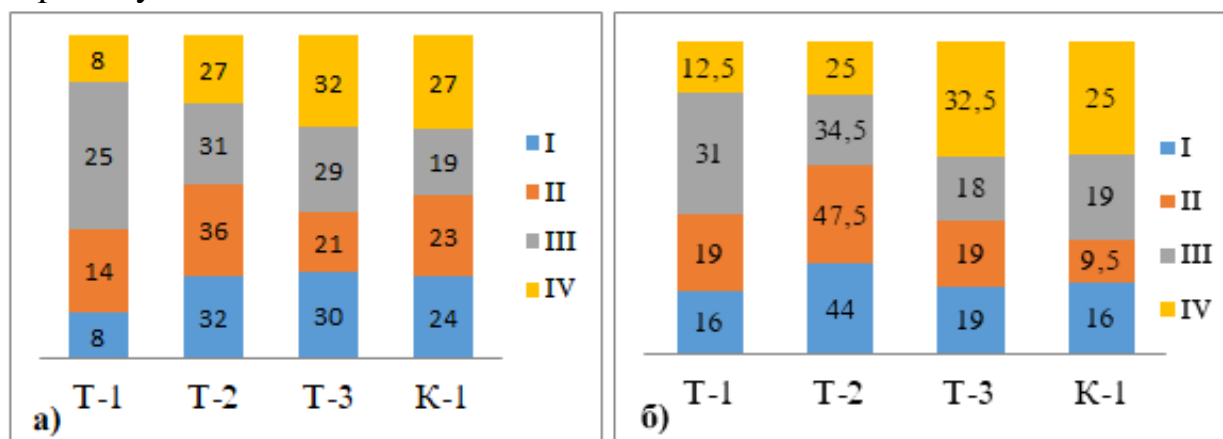 8 27 32 27
25 31 29 19
14 36 21 23
8 32 30 24
I
II
III
IV
Т-1 Т-2 Т-3 К-1
а)
12,5 25 32,5 25
31 34,5 18 19
19 47,5 19 9,5
16 44 19 16
I
II
III
IV
Т-1 Т-2 Т-3 К-1
б)